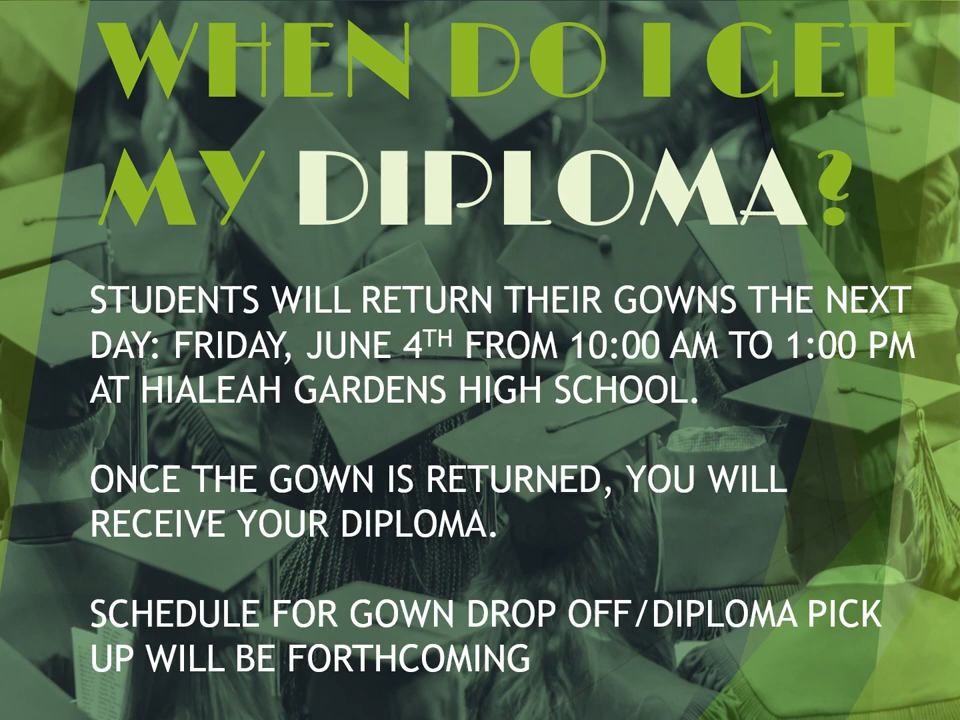 WHEN DO I GET
MY DIPLOMA?
STUDENTS WILL RETURN THEIR GOWNS THE NEXT
DAY: FRIDAY, JUNE 4TH FROM 10:00 AM TO 1:00 PM
AT HIALEAH GARDENS HIGH SCHOOL.
ONCE THE GOWN IS RETURNED, YOU WILL
RECEIVE YOUR DIPLOMA.
SCHEDULE FOR GOWN DROP OFF/DIPLOMA PICK
UP WILL BE FORTHCOMING